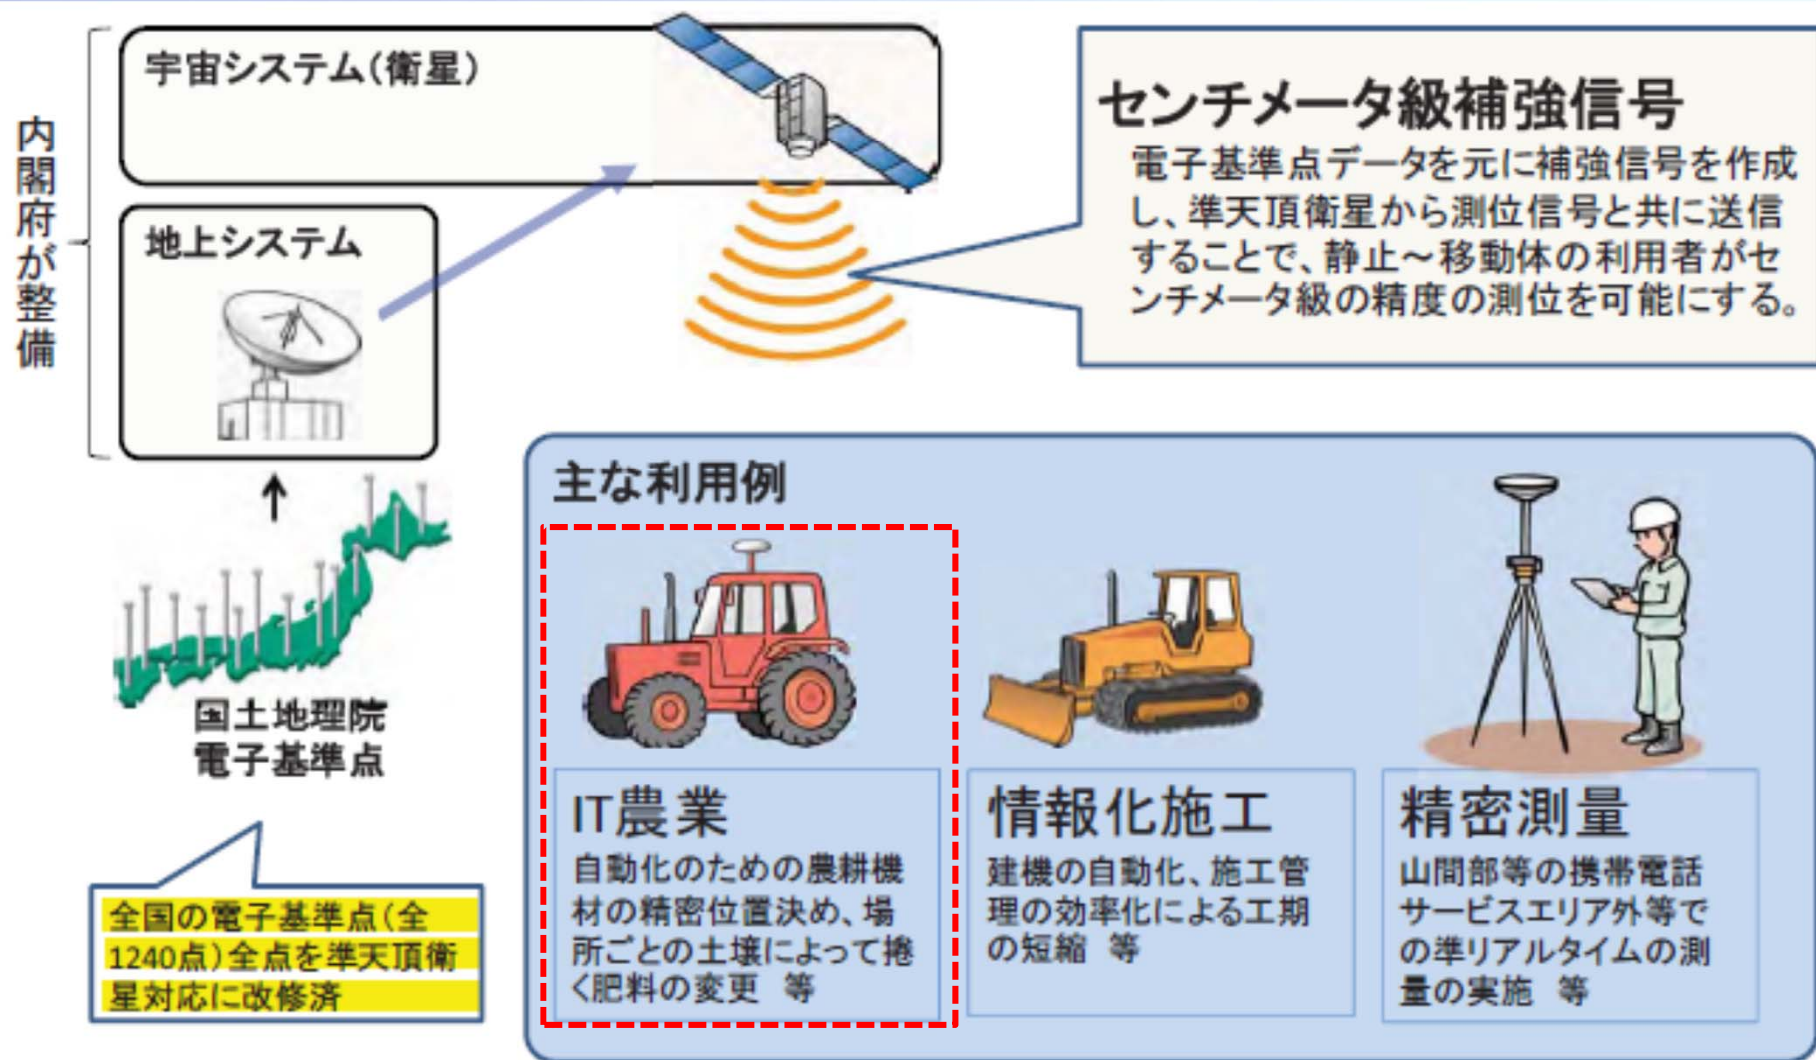 内閣府が整備
宇宙システム(衛星)
地上システム
センチメータ級補強信号
電子基準点データを元に補強信号を作成
し、準天頂衛星から測位信号と共に送信
することで、静止～移動体の利用者がセ
ンチメータ級の精度の測位を可能にする。
国土地理院
電子基準点
全国の電子基準点(全
1240点)全点を準天頂衛
星対応に改修済
主な利用例
IT農業
自動化のための農耕機
材の精密位置決め、場
所ごとの土壌によって捲
く肥料の変更 等
情報化施工
建機の自動化、施工管
理の効率化による工期
の短縮 等
精密測量
山間部等の携帯電話
サービスエリア外等で
の準リアルタイムの測
量の実施 等